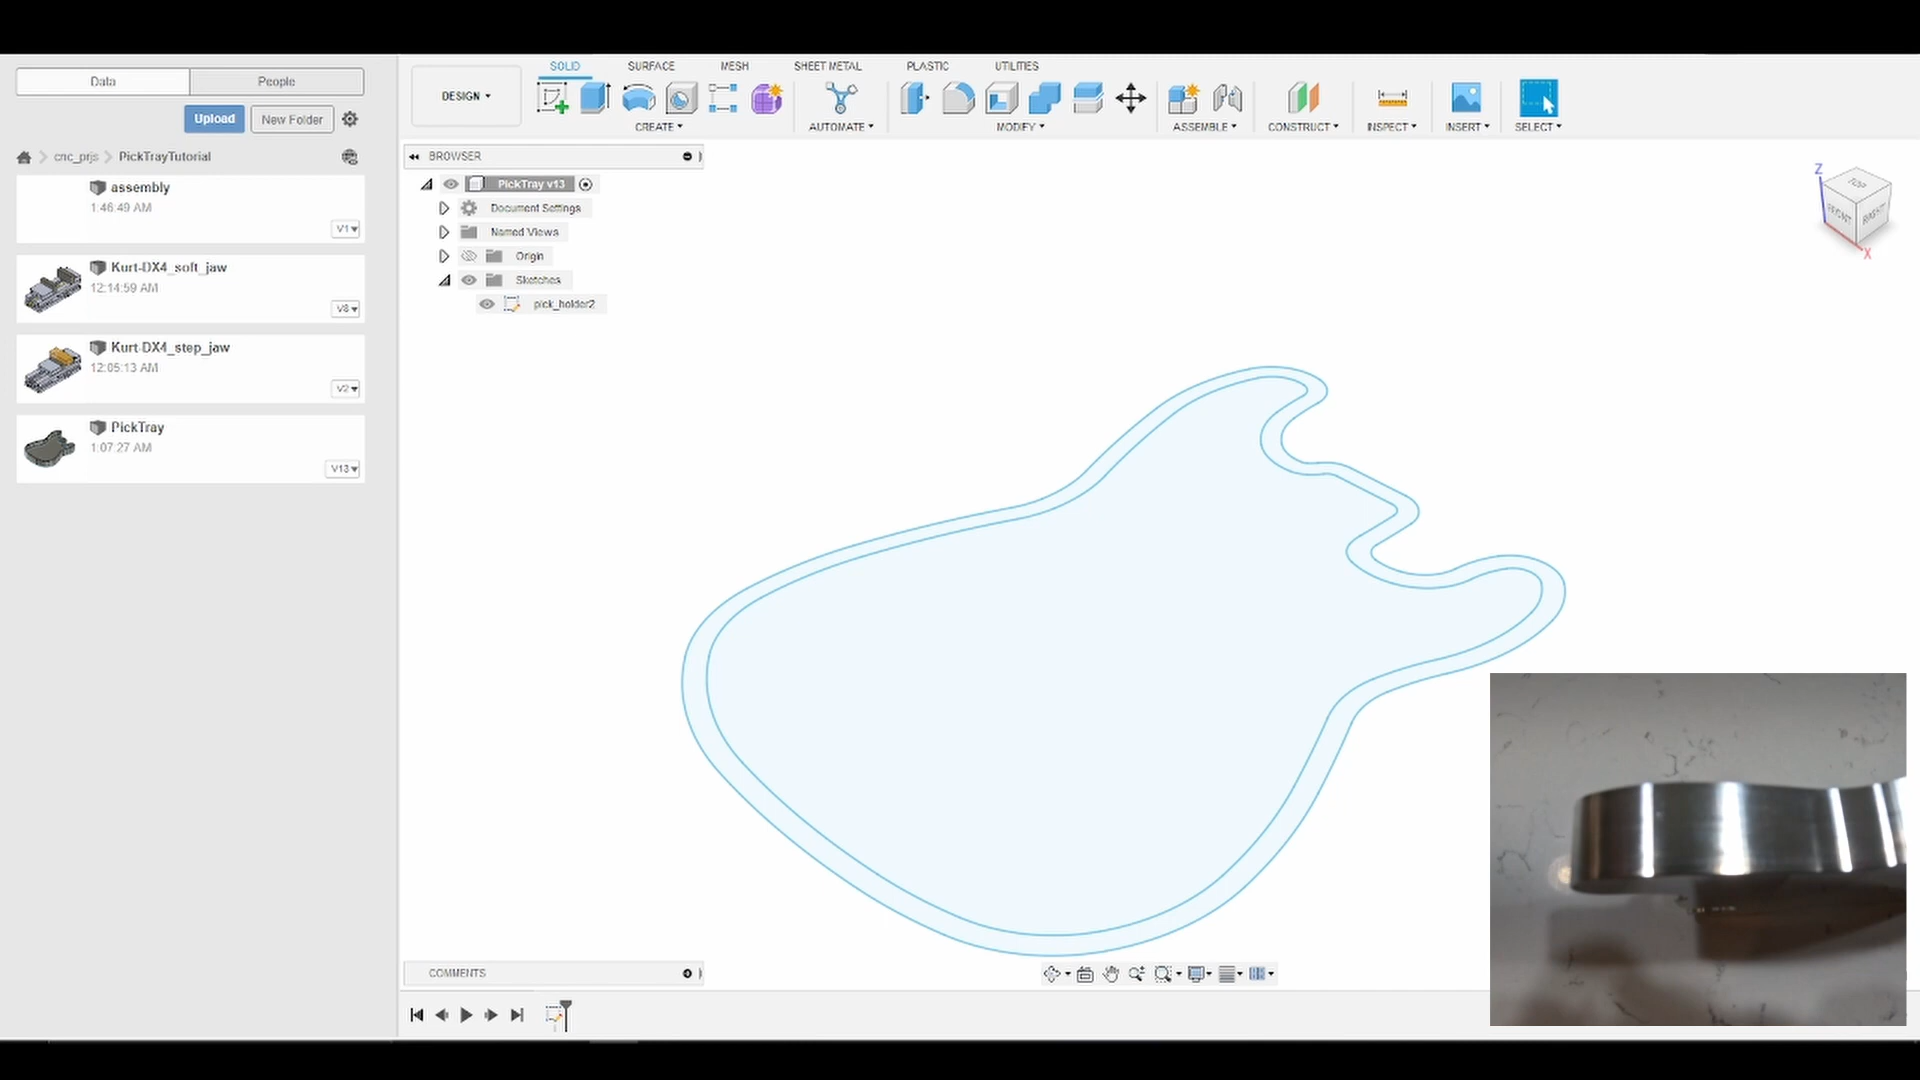 Data People
Upload New Folder
cnc_prjs PickTrayTutorial
assembly
1:46:49 AM
V1
Kurt-DX4_soft_jaw
12:14:59 AM
V8
Kurt-DX4_step_jaw
12:05:13 AM
V2
PickTray
1:07:27 AM
V13
SOLID SURFACE MESH SHEET METAL PLASTIC UTILITIES
DESIGN
CREATE AUTOMATE MODIFY ASSEMBLE CONSTRUCT INSPECT INSERT SELECT
BROWSER
PickTray v13
Document Settings
Named Views
Origin
Sketches
pick_holder2
Z
TOP
FRONT RIGHT
X
COMMENTS